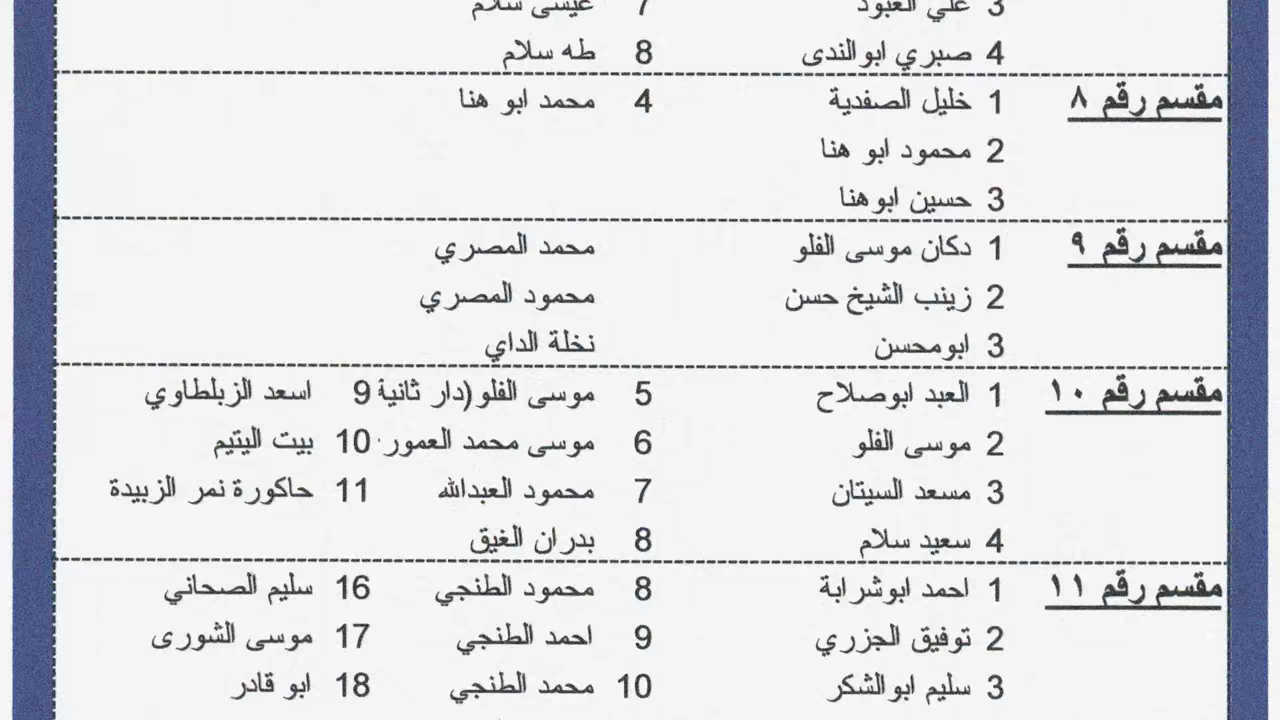 3 علي العبود 7 عيسى سلام
4 صبري ابوالندى 8 طه سلام
مقسم رقم ٨ 1 خليل الصفدية 4 محمد ابو هنا
2 محمود ابو هنا
3 حسين ابوهنا
مقسم رقم ٩ 1 دكان موسى الفلو محمد المصري
2 زينب الشيخ حسن محمود المصري
3 ابومحسن نخلة الداي
مقسم رقم ١٠ 1 العبد ابوصلاح 5 موسى الفلو(دار ثانية 9 اسعد الزبلطاوي
2 موسى الفلو 6 موسى محمد العمور 10 بيت اليتيم
3 مسعد السيتان 7 محمود العبدالله 11 حاكورة نمر الزبيدة
4 سعيد سلام 8 بدران الغيق
مقسم رقم ١١ 1 احمد ابوشرابة 8 محمود الطنجي 16 سليم الصحاني
2 توفيق الجزري 9 احمد الطنجي 17 موسى الشورى
3 سليم ابوالشكر 10 محمد الطنجي 18 ابو قادر